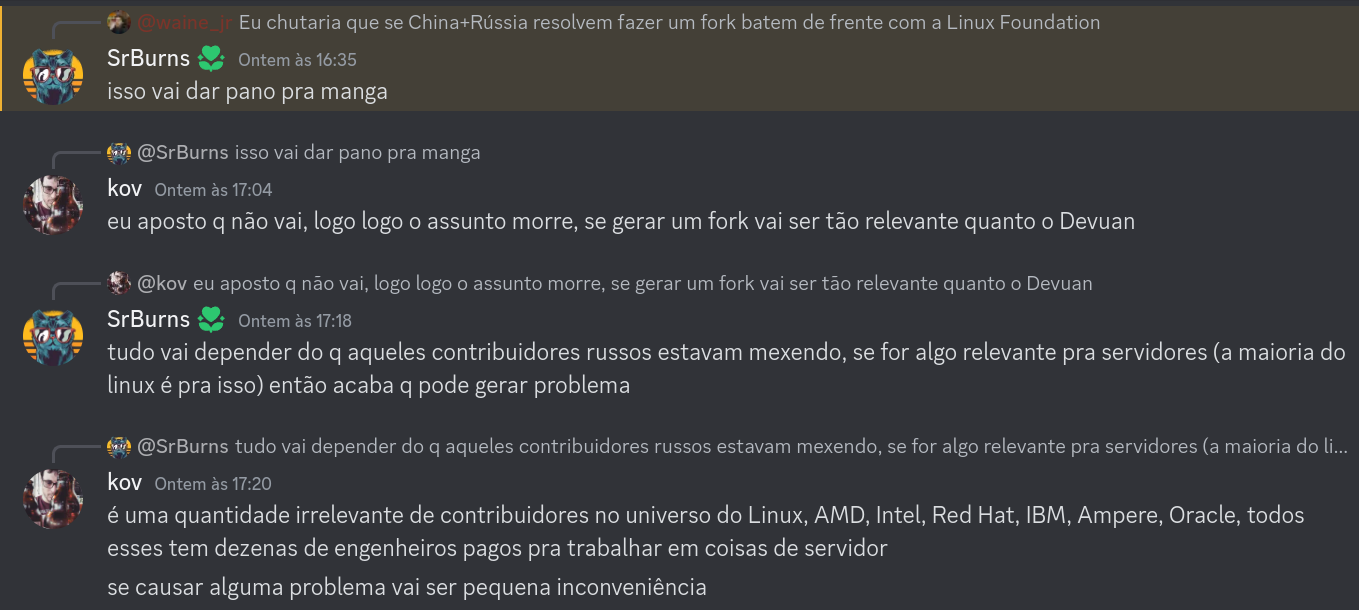 @waine_jr Eu chutaria que se China+Rússia resolvem fazer um fork batem de frente com a Linux Foundation
SrBurns Ontem às 16:35
isso vai dar pano pra manga
@SrBurns isso vai dar pano pra manga
kov Ontem às 17:04
eu aposto q não vai, logo logo o assunto morre, se gerar um fork vai ser tão relevante quanto o Devuan
@kov eu aposto q não vai, logo logo o assunto morre, se gerar um fork vai ser tão relevante quanto o Devuan
SrBurns Ontem às 17:18
tudo vai depender do q aqueles contribuidores russos estavam mexendo, se for algo relevante pra servidores (a maioria do
linux é pra isso) então acaba q pode gerar problema
@SrBurns tudo vai depender do q aqueles contribuidores russos estavam mexendo, se for algo relevante pra servidores (a maioria do li...
kov Ontem às 17:20
é uma quantidade irrelevante de contribuidores no universo do Linux, AMD, Intel, Red Hat, IBM, Ampere, Oracle, todos
esses tem dezenas de engenheiros pagos pra trabalhar em coisas de servidor
se causar alguma problema vai ser pequena inconveniência